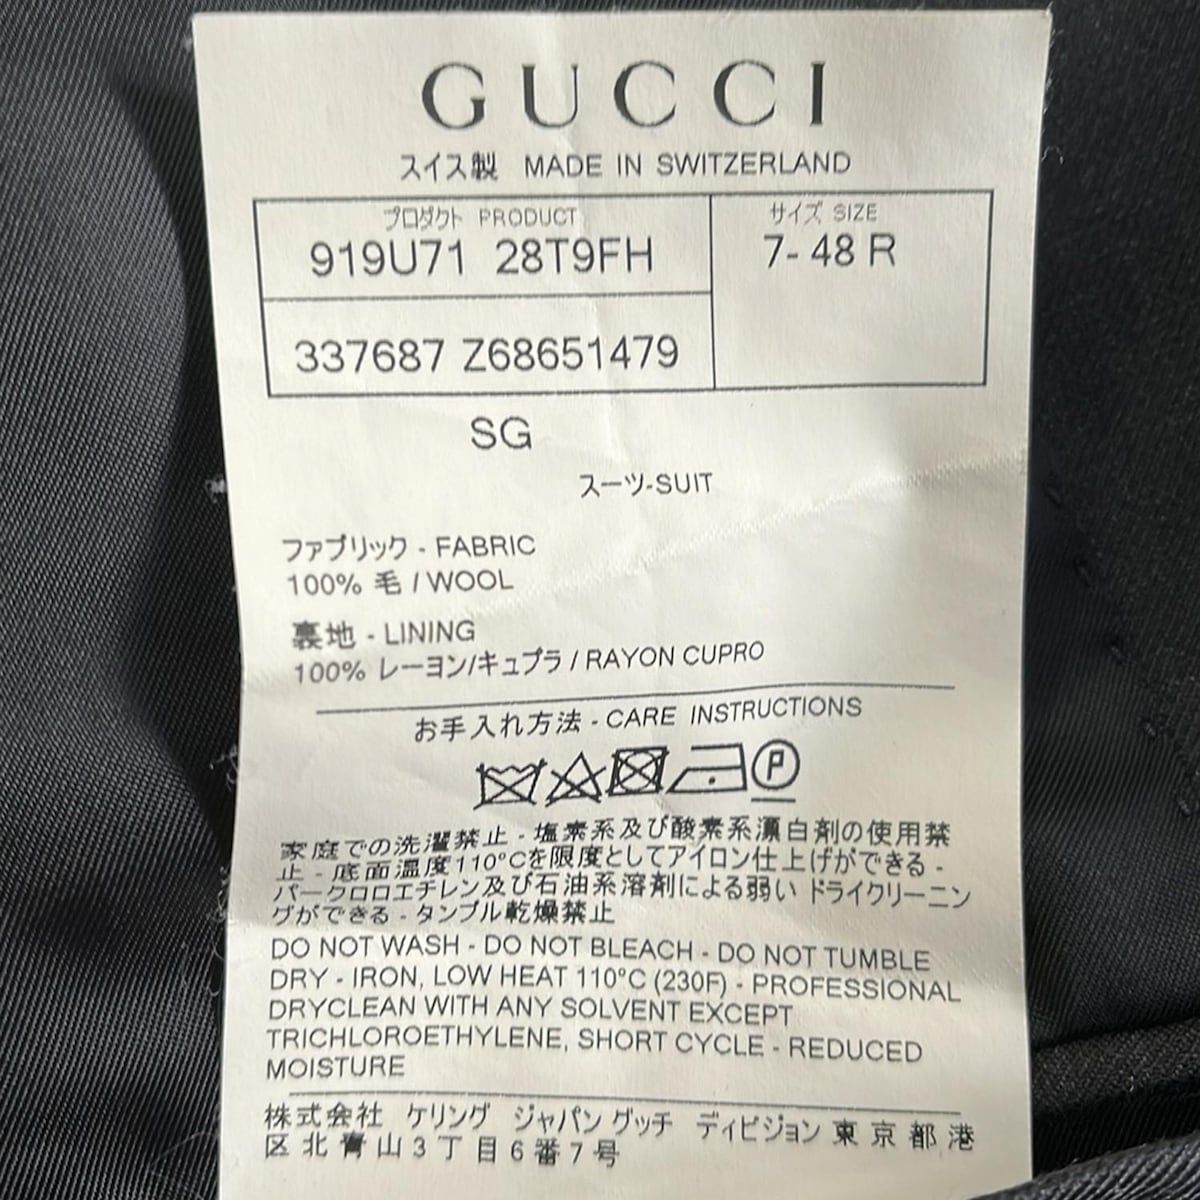 GUCCI
スイス製 MADE IN SWITZERLAND
プロダクト PRODUCT
919U71 28T9FH
サイズ SIZE
7- 48 R
337687 Z68651479
SG
スーツ-SUIT
ファブリック - FABRIC
100% 毛 / WOOL
裏地 - LINING
100% レーヨン/キュプラ / RAYON CUPRO
お手入れ方法 - CARE INSTRUCTIONS
P
家庭での洗濯禁止 - 塩素系及び酸素系漂白剤の使用禁
止 - 底面温度110°Cを限度としてアイロン仕上げができる -
パークロロエチレン及び石油系溶剤による弱い ドライクリーニン
グができる - タンブル乾燥禁止
DO NOT WASH - DO NOT BLEACH - DO NOT TUMBLE
DRY - IRON, LOW HEAT 110°C (230F) - PROFESSIONAL
DRYCLEAN WITH ANY SOLVENT EXCEPT
TRICHLOROETHYLENE, SHORT CYCLE - REDUCED
MOISTURE
株式会社 ケリング ジャパン グッチ ディビジョン 東京都港
区北青山3丁目6番7号